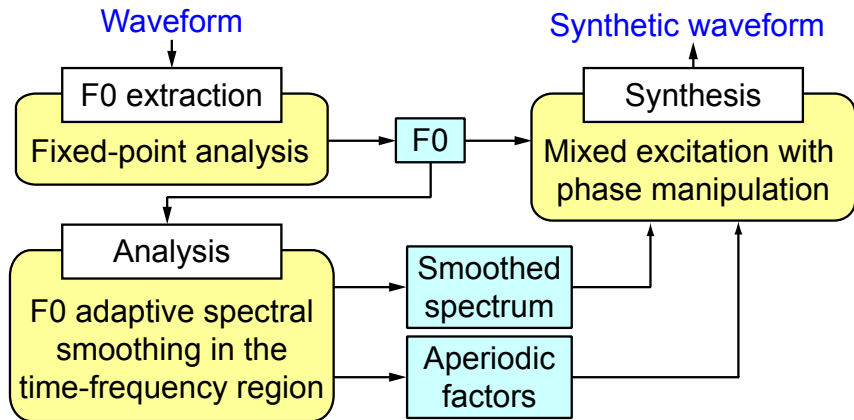 Waveform
Synthetic waveform
F0 extraction
Fixed-point analysis
F0
Synthesis
Mixed excitation with
phase manipulation
Analysis
F0 adaptive spectral
smoothing in the
time-frequency region
Smoothed
spectrum
Aperiodic
factors